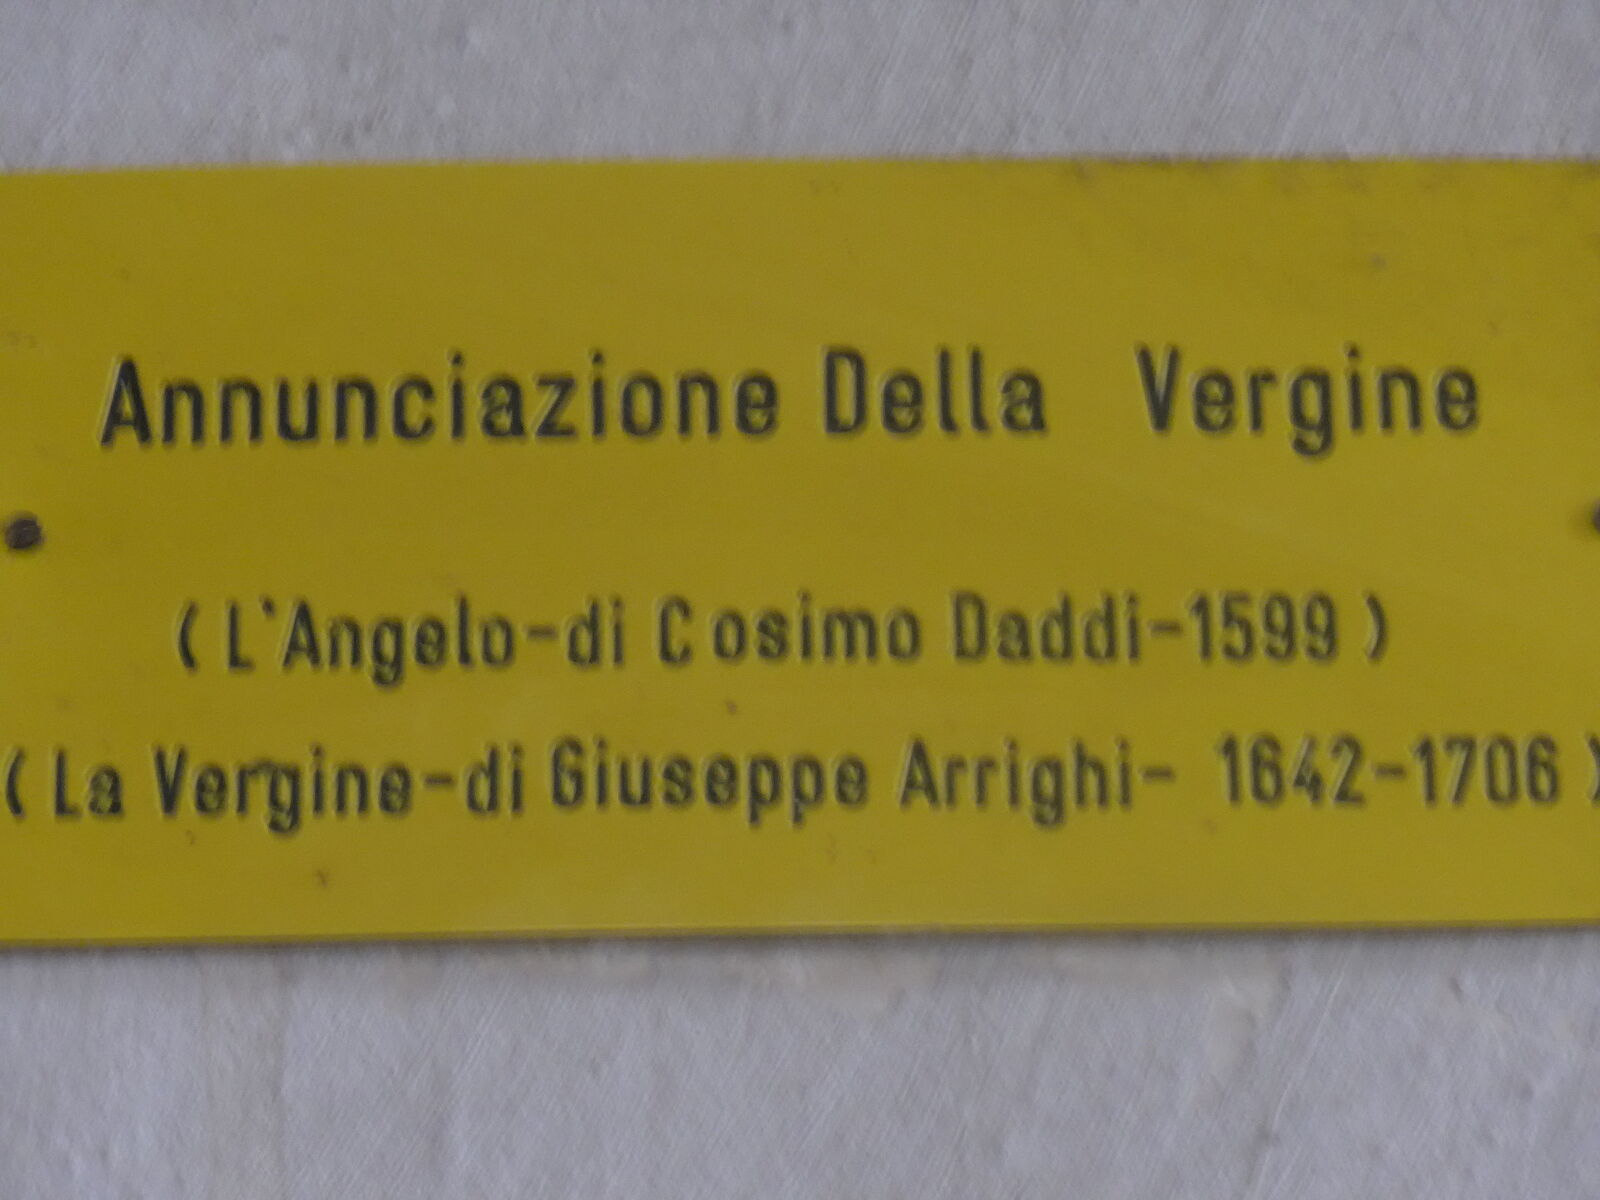 Annunciazione Della Vergine
( L'Angelo-di Cosimo Daddi-1599 )
( La Vergine-di Giuseppe Arrighi- 1642-1706 )